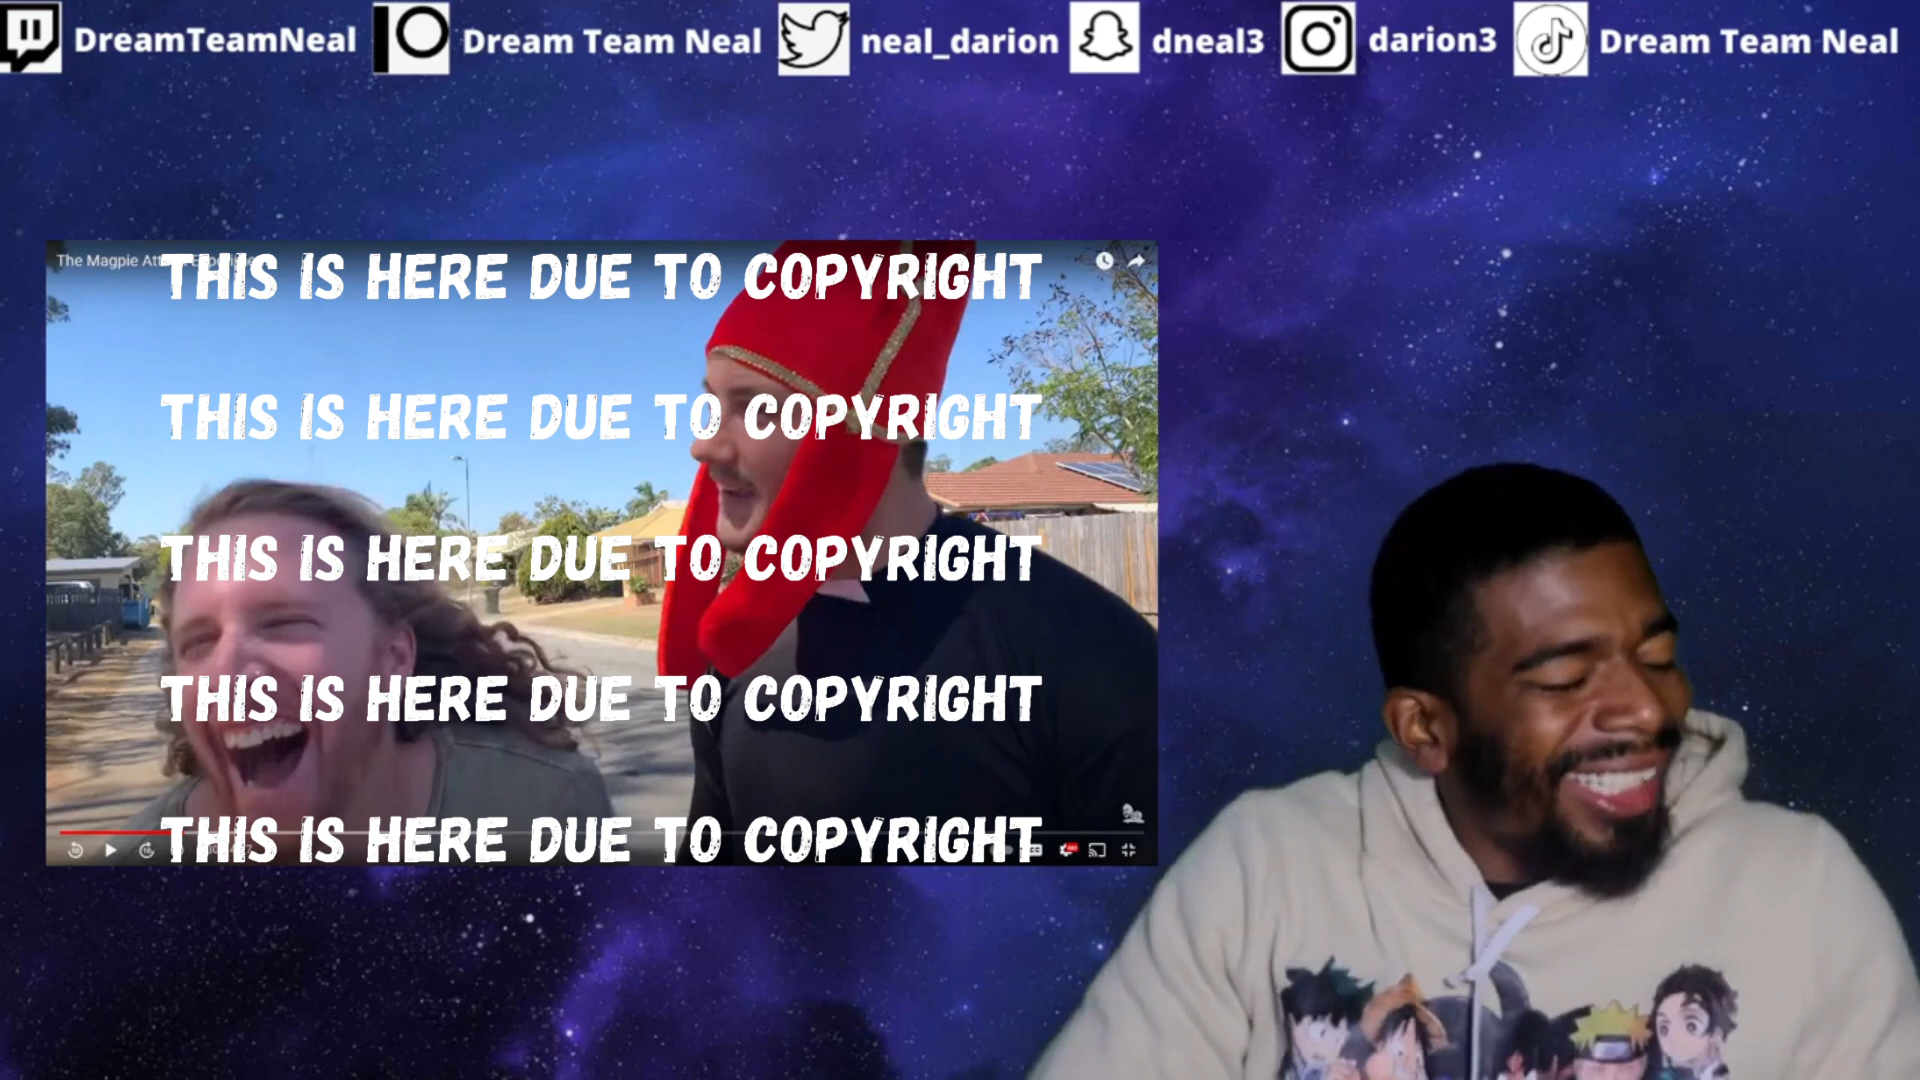 DreamTeamNeal Dream Team Neal neal_darion dneal3 darion3 Dream Team Neal
The Magpie
THIS IS HERE DUE TO COPYRIGHT
THIS IS HERE DUE TO COPYRIGHT
THIS IS HERE DUE TO COPYRIGHT
THIS IS HERE DUE TO COPYRIGHT
THIS IS HERE DUE TO COPYRIGHT